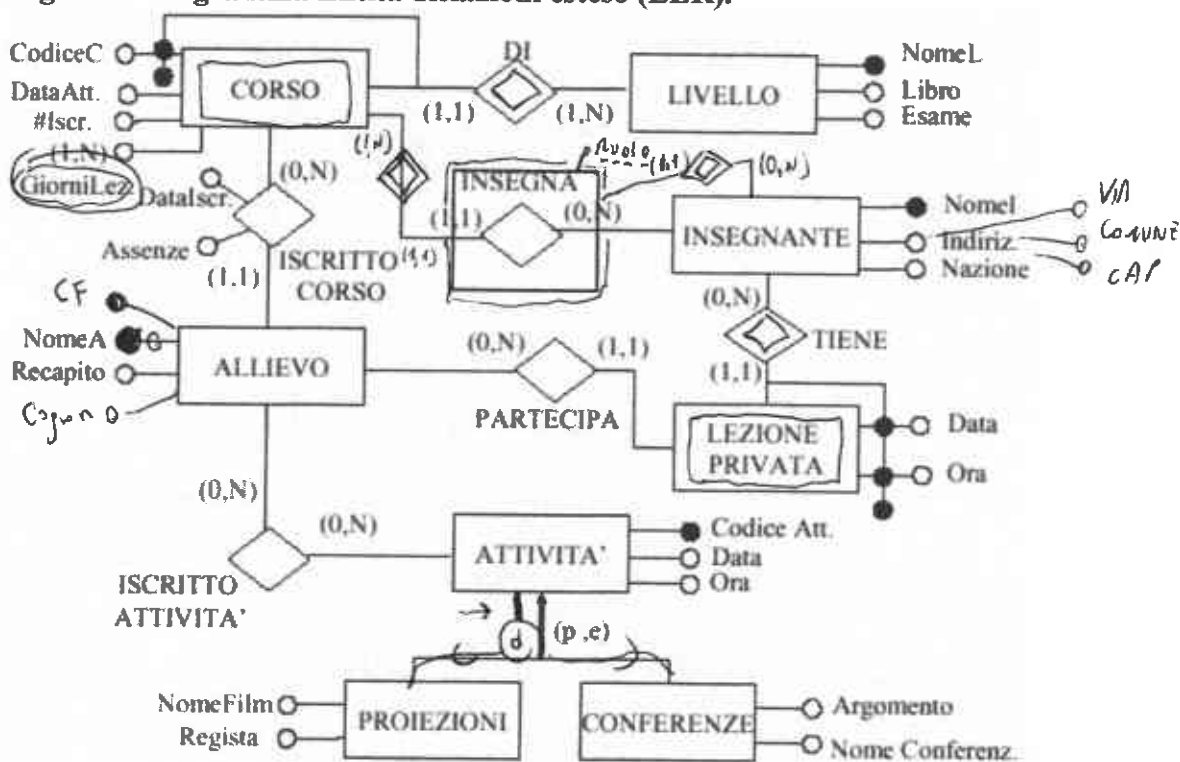 DI
CodiceC
CORSO
NomeL
DataAtt.
LIVELLO
Libro
#Iscr.
(1,1)
(1,N)
Esame
(1,N)
(1,N)
Ruolo
(1,1)
(0,N)
GiorniLez
(0,N)
INSEGNA
DataIscr.
(1,1)
(0,N)
NomeI
VIA
INSEGNANTE
Indiriz.
COMUNE
Assenze
ISCRITTO
CORSO
(1,1)
Nazione
CAP
(1,1)
(0,N)
CF
NomeA
ALLIEVO
(0,N)
(1,1)
TIENE
Recapito
(1,1)
Cognome
PARTECIPA
LEZIONE
PRIVATA
Data
Ora
(0,N)
(0,N)
ATTIVITA'
Codice Att.
Data
Ora
ISCRITTO
ATTIVITA'
d
(p ,e)
NomeFilm
PROIEZIONI
CONFERENZE
Argomento
Regista
Nome Conferenz.